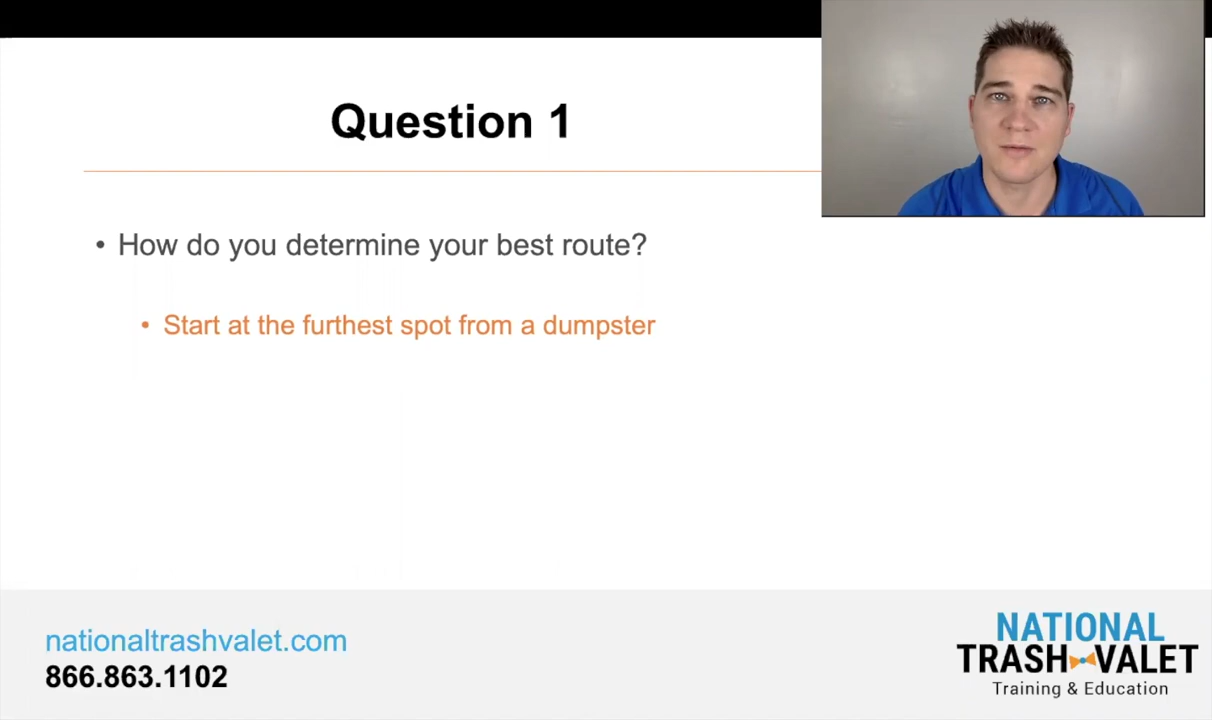 Question 1
• How do you determine your best route?
• Start at the furthest spot from a dumpster
nationaltrashvalet.com
866.863.1102
NATIONAL
TRASH VALET
Training & Education